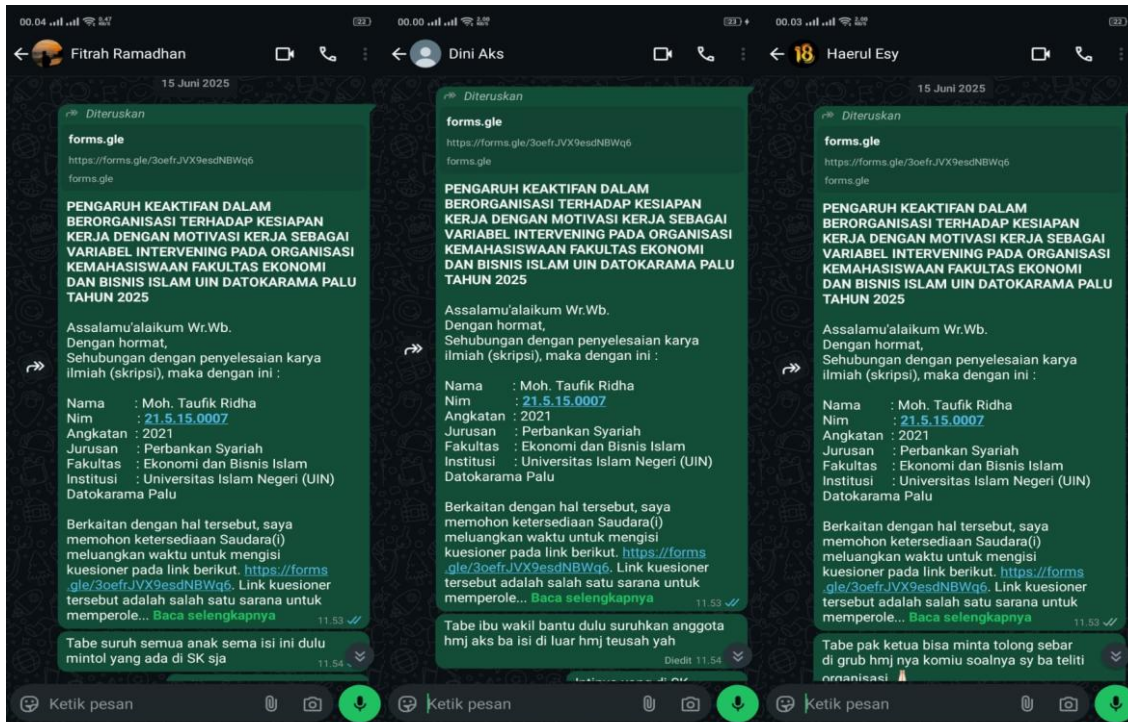 00.04
8.47
KB/S
22
Fitrah Ramadhan
15 Juni 2025
Diteruskan
forms.gle
https://forms.gle/3oefrJVX9esdNBWq6
forms.gle
PENGARUH KEAKTIFAN DALAM
BERORGANISASI TERHADAP KESIAPAN
KERJA DENGAN MOTIVASI KERJA SEBAGAI
VARIABEL INTERVENING PADA ORGANISASI
KEMAHASISWAAN FAKULTAS EKONOMI
DAN BISNIS ISLAM UIN DATOKARAMA PALU
TAHUN 2025
Assalamu'alaikum Wr.Wb.
Dengan hormat,
Sehubungan dengan penyelesaian karya
ilmiah (skripsi), maka dengan ini :
Nama : Moh. Taufik Ridha
Nim : 21.5.15.0007
Angkatan : 2021
Jurusan : Perbankan Syariah
Fakultas : Ekonomi dan Bisnis Islam
Institusi : Universitas Islam Negeri (UIN)
Datokarama Palu
Berkaitan dengan hal tersebut, saya
memohon ketersediaan Saudara(i)
meluangkan waktu untuk mengisi
kuesioner pada link berikut. https://forms
.gle/3oefrJVX9esdNBWq6. Link kuesioner
tersebut adalah salah satu sarana untuk
memperole... Baca selengkapnya 11.53
Tabe suruh semua anak sema isi ini dulu
mintol yang ada di SK sja 11.54
Ketik pesan
00.00
23
Dini Aks
Diteruskan
forms.gle
https://forms.gle/3oefrJVX9esdNBWq6
forms.gle
PENGARUH KEAKTIFAN DALAM
BERORGANISASI TERHADAP KESIAPAN
KERJA DENGAN MOTIVASI KERJA SEBAGAI
VARIABEL INTERVENING PADA ORGANISASI
KEMAHASISWAAN FAKULTAS EKONOMI
DAN BISNIS ISLAM UIN DATOKARAMA PALU
TAHUN 2025
Assalamu'alaikum Wr.Wb.
Dengan hormat,
Sehubungan dengan penyelesaian karya
ilmiah (skripsi), maka dengan ini :
Nama : Moh. Taufik Ridha
Nim : 21.5.15.0007
Angkatan : 2021
Jurusan : Perbankan Syariah
Fakultas : Ekonomi dan Bisnis Islam
Institusi : Universitas Islam Negeri (UIN)
Datokarama Palu
Berkaitan dengan hal tersebut, saya
memohon ketersediaan Saudara(i)
meluangkan waktu untuk mengisi
kuesioner pada link berikut. https://forms
.gle/3oefrJVX9esdNBWq6. Link kuesioner
tersebut adalah salah satu sarana untuk
memperole... Baca selengkapnya 11.53
Tabe ibu wakil bantu dulu suruhkan anggota
hmj aks ba isi di luar hmj teusah yah
Diedit 11.54
Intinya yang di SK
Ketik pesan
00.03
22
18 Haerul Esy
15 Juni 2025
Diteruskan
forms.gle
https://forms.gle/3oefrJVX9esdNBWq6
forms.gle
PENGARUH KEAKTIFAN DALAM
BERORGANISASI TERHADAP KESIAPAN
KERJA DENGAN MOTIVASI KERJA SEBAGAI
VARIABEL INTERVENING PADA ORGANISASI
KEMAHASISWAAN FAKULTAS EKONOMI
DAN BISNIS ISLAM UIN DATOKARAMA PALU
TAHUN 2025
Assalamu'alaikum Wr.Wb.
Dengan hormat,
Sehubungan dengan penyelesaian karya
ilmiah (skripsi), maka dengan ini :
Nama : Moh. Taufik Ridha
Nim : 21.5.15.0007
Angkatan : 2021
Jurusan : Perbankan Syariah
Fakultas : Ekonomi dan Bisnis Islam
Institusi : Universitas Islam Negeri (UIN)
Datokarama Palu
Berkaitan dengan hal tersebut, saya
memohon ketersediaan Saudara(i)
meluangkan waktu untuk mengisi
kuesioner pada link berikut. https://forms
.gle/3oefrJVX9esdNBWq6. Link kuesioner
tersebut adalah salah satu sarana untuk
memperole... Baca selengkapnya 11.53
Tabe pak ketua bisa minta tolong sebar
di grub hmj nya komiu soalnya sy ba teliti
organisasi 🙏🏻
Ketik pesan